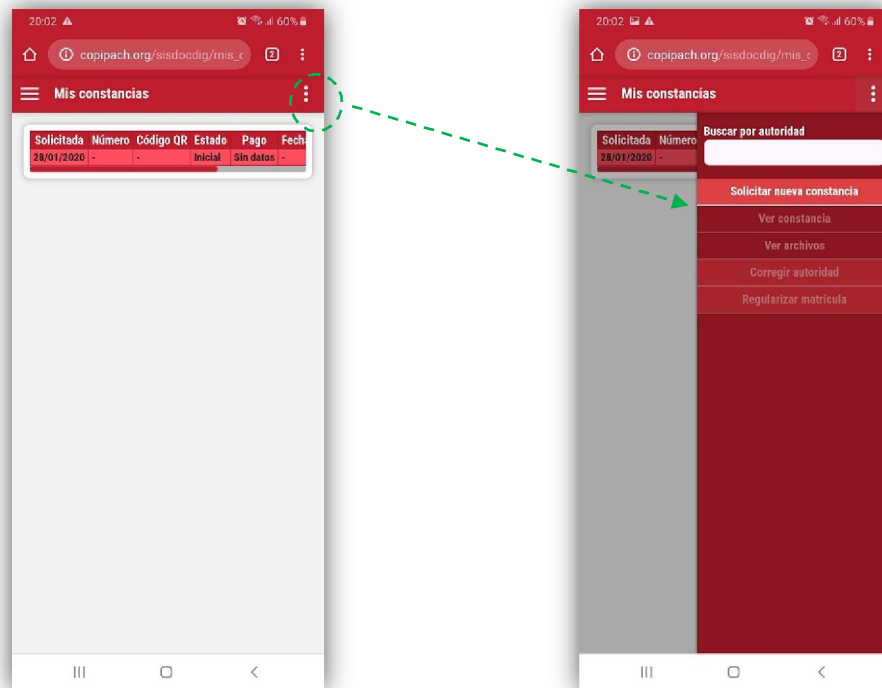 20:02 60%
copipach.org/sisdocdig/mis_c 2
Mis constancias
Solicitada Número Código QR Estado Pago Fech
28/01/2020 - - Inicial Sin datos -
20:02 60%
copipach.org/sisdocdig/mis_c 2
Mis constancias
Solicitada Número
28/01/2020 -
Buscar por autoridad
Solicitar nueva constancia
Ver constancia
Ver archivos
Corregir autoridad
Regularizar matrícula